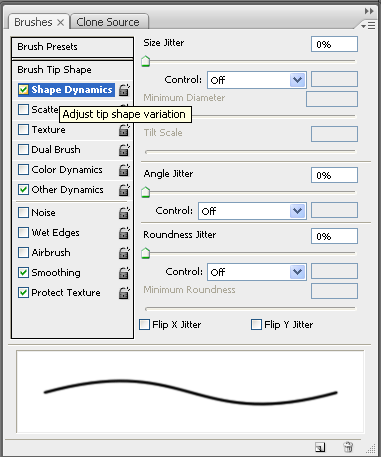 Brushes × Clone Source
Brush Presets
Brush Tip Shape
Shape Dynamics
Scatte
Adjust tip shape variation
Texture
Dual Brush
Color Dynamics
Other Dynamics
Noise
Wet Edges
Airbrush
Smoothing
Protect Texture
Size Jitter 0%
Control: Off
Minimum Diameter
Tilt Scale
Angle Jitter 0%
Control: Off
Roundness Jitter 0%
Control: Off
Minimum Roundness
Flip X Jitter Flip Y Jitter